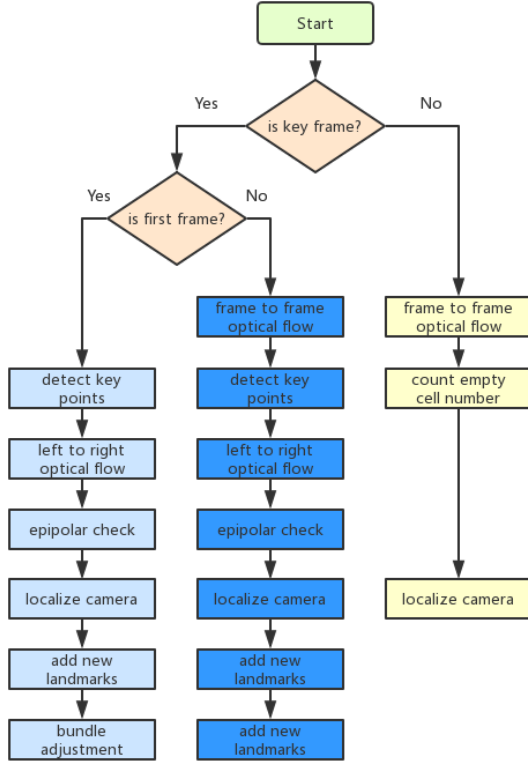 Start
Yes
No
is key frame?
Yes
No
is first frame?
frame to frame
optical flow
frame to frame
optical flow
detect key
points
detect key
points
count empty
cell number
left to right
optical flow
left to right
optical flow
epipolar check
epipolar check
localize camera
localize camera
localize camera
add new
landmarks
add new
landmarks
bundle
adjustment
add new
landmarks